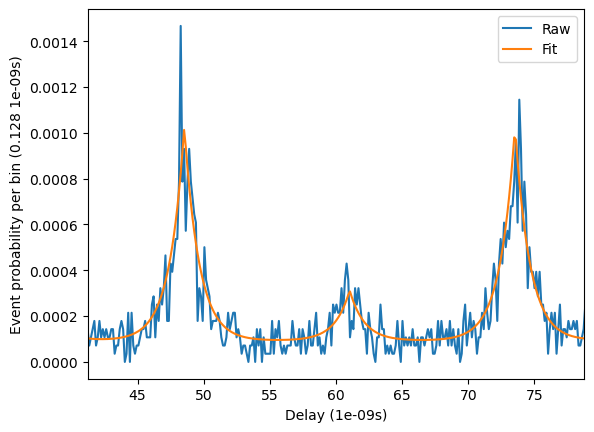 Raw
Fit
Event probability per bin (0.128 1e-09s)
0.0014
0.0012
0.0010
0.0008
0.0006
0.0004
0.0002
0.0000
45 50 55 60 65 70 75
Delay (1e-09s)